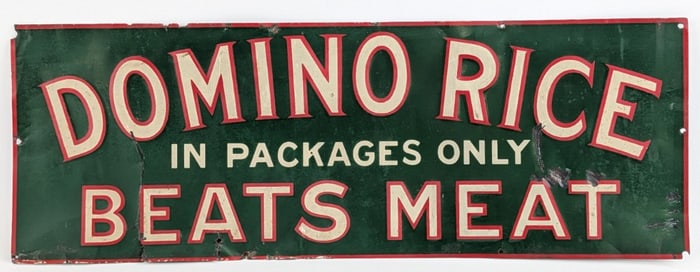 DOMINO RICE
IN PACKAGES ONLY
BEATS MEAT